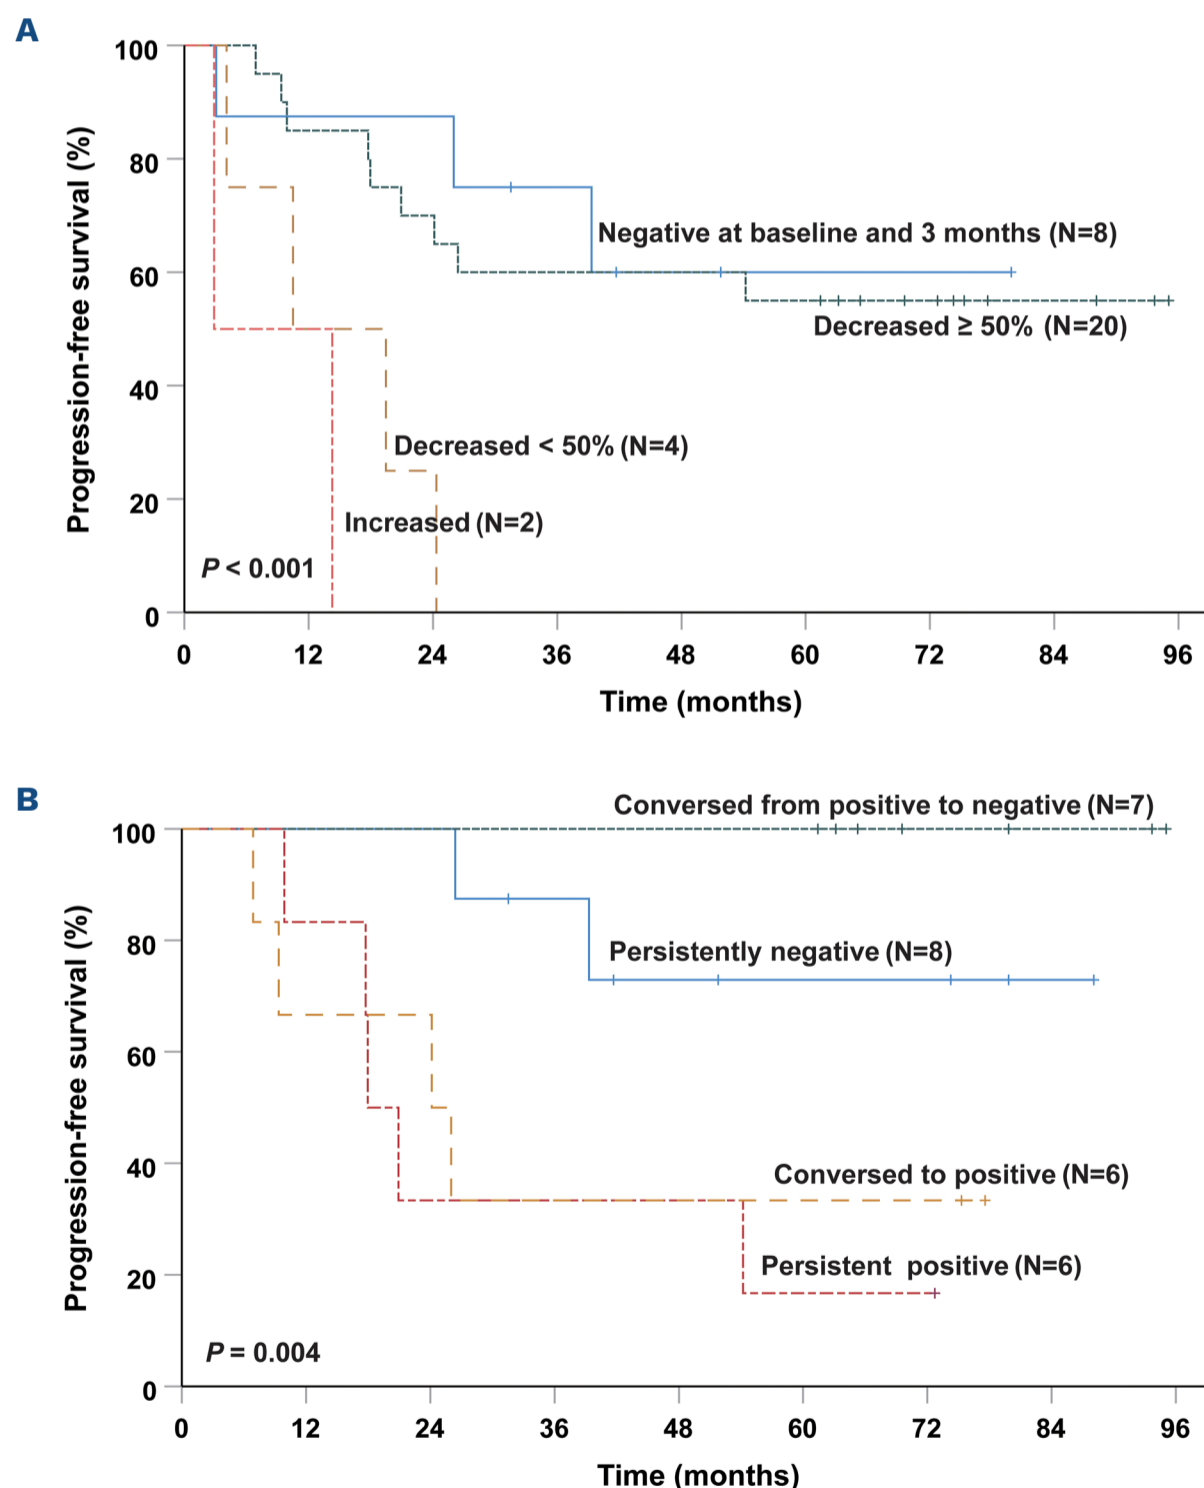 A
Progression-free survival (%)
100
80
60
40
20
0
Negative at baseline and 3 months (N=8)
Decreased ≥ 50% (N=20)
Decreased < 50% (N=4)
Increased (N=2)
P < 0.001
0 12 24 36 48 60 72 84 96
Time (months)
B
Progression-free survival (%)
100
80
60
40
20
0
Conversed from positive to negative (N=7)
Persistently negative (N=8)
Conversed to positive (N=6)
Persistent positive (N=6)
P = 0.004
0 12 24 36 48 60 72 84 96
Time (months)